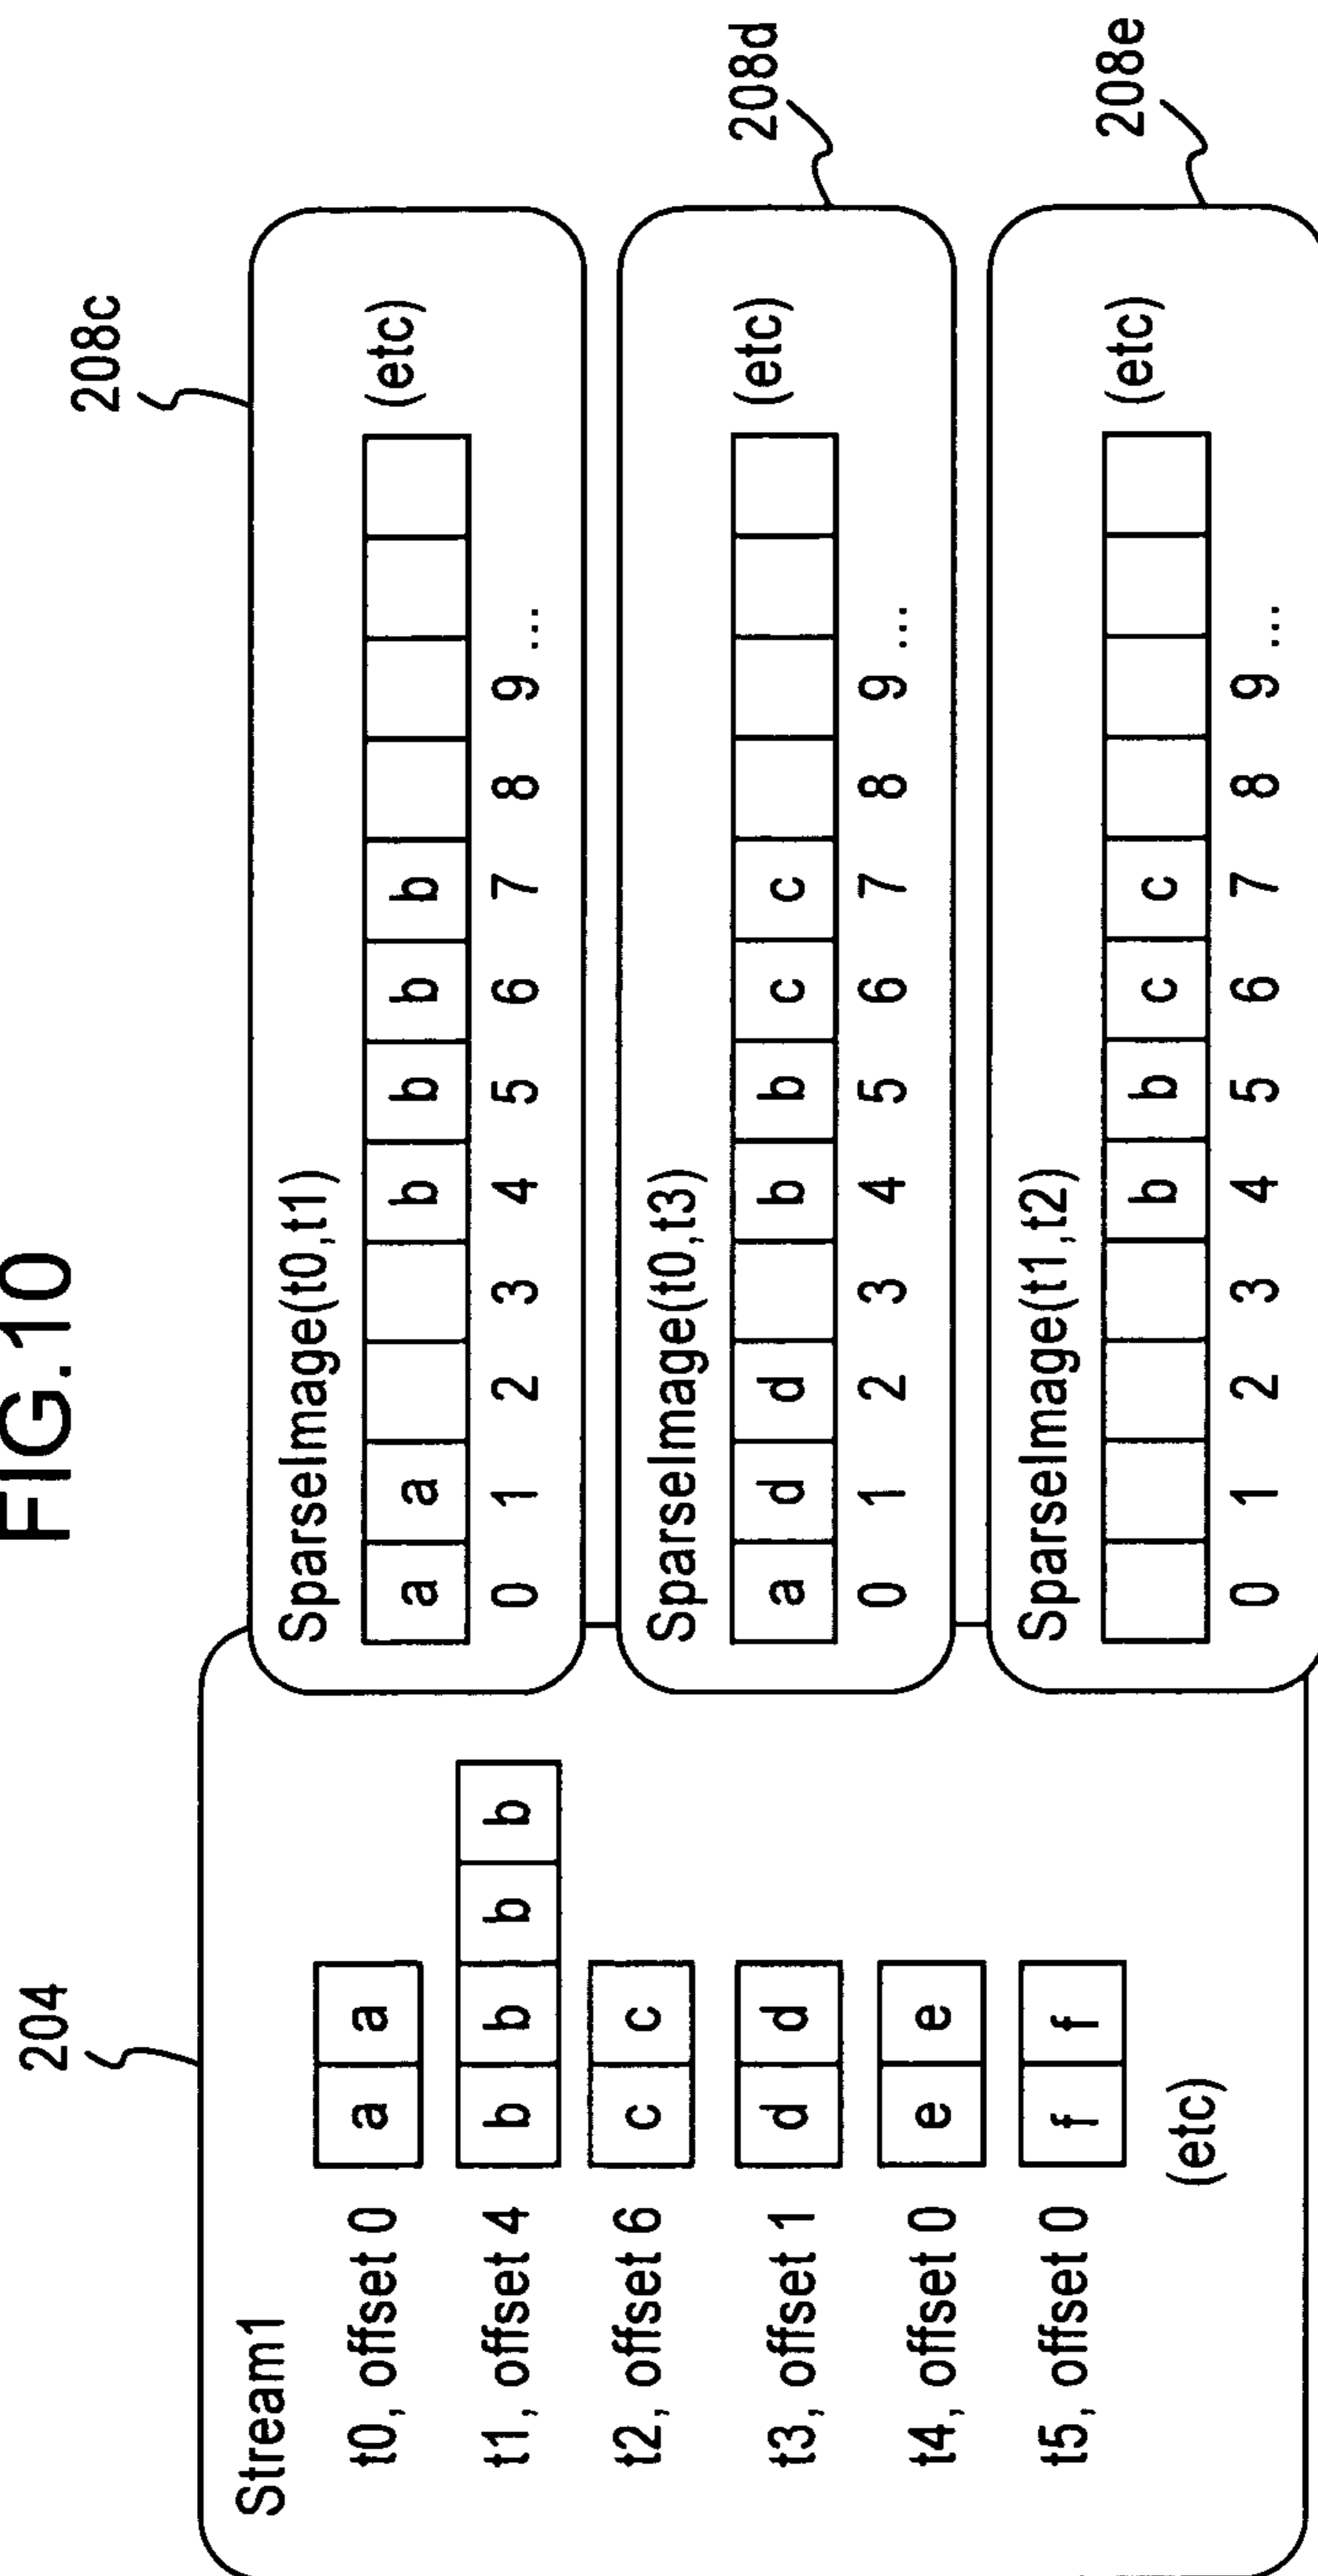 FIG.10
204
Stream1
t0, offset 0 a a
t1, offset 4 b b b b
t2, offset 6 c c
t3, offset 1 d d
t4, offset 0 e e
t5, offset 0 f f
(etc)
208c
SparseImage(t0,t1)
a a b b b b (etc)
0 1 2 3 4 5 6 7 8 9 ...
208d
SparseImage(t0,t3)
a d d b b c c (etc)
0 1 2 3 4 5 6 7 8 9 ...
208e
SparseImage(t1,t2)
b b c c (etc)
0 1 2 3 4 5 6 7 8 9 ...